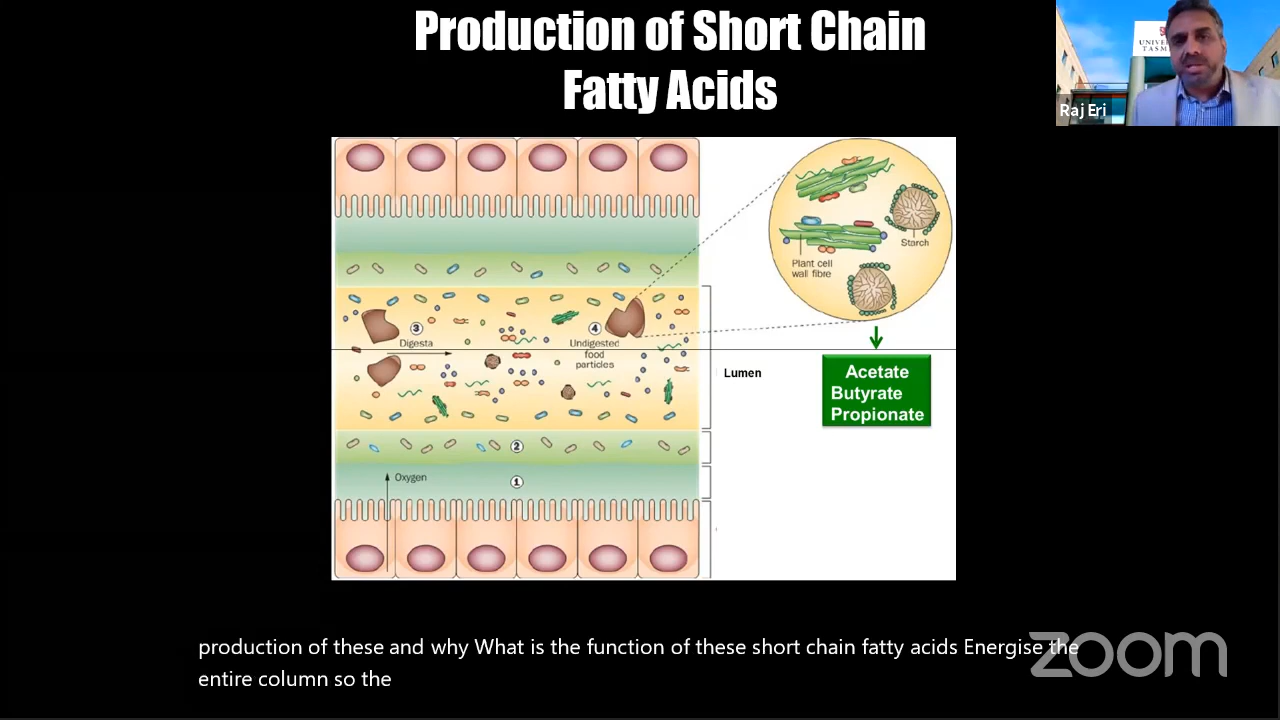 Production of Short Chain
Fatty Acids
Raj Eri
Starch
Plant cell
wall fibre
3
Digesta
4
Undigested
food
particles
Lumen
Acetate
Butyrate
Propionate
2
Oxygen
1
production of these and why What is the function of these short chain fatty acids Energise the
entire column so the
zoom